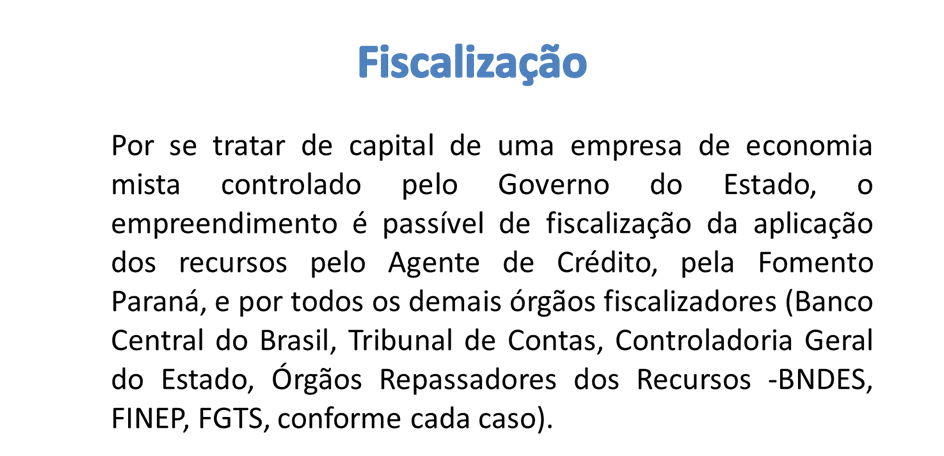 Fiscalização
Por se tratar de capital de uma empresa de economia
mista controlado pelo Governo do Estado, o
empreendimento é passível de fiscalização da aplicação
dos recursos pelo Agente de Crédito, pela Fomento
Paraná, e por todos os demais órgãos fiscalizadores (Banco
Central do Brasil, Tribunal de Contas, Controladoria Geral
do Estado, Órgãos Repassadores dos Recursos -BNDES,
FINEP, FGTS, conforme cada caso).